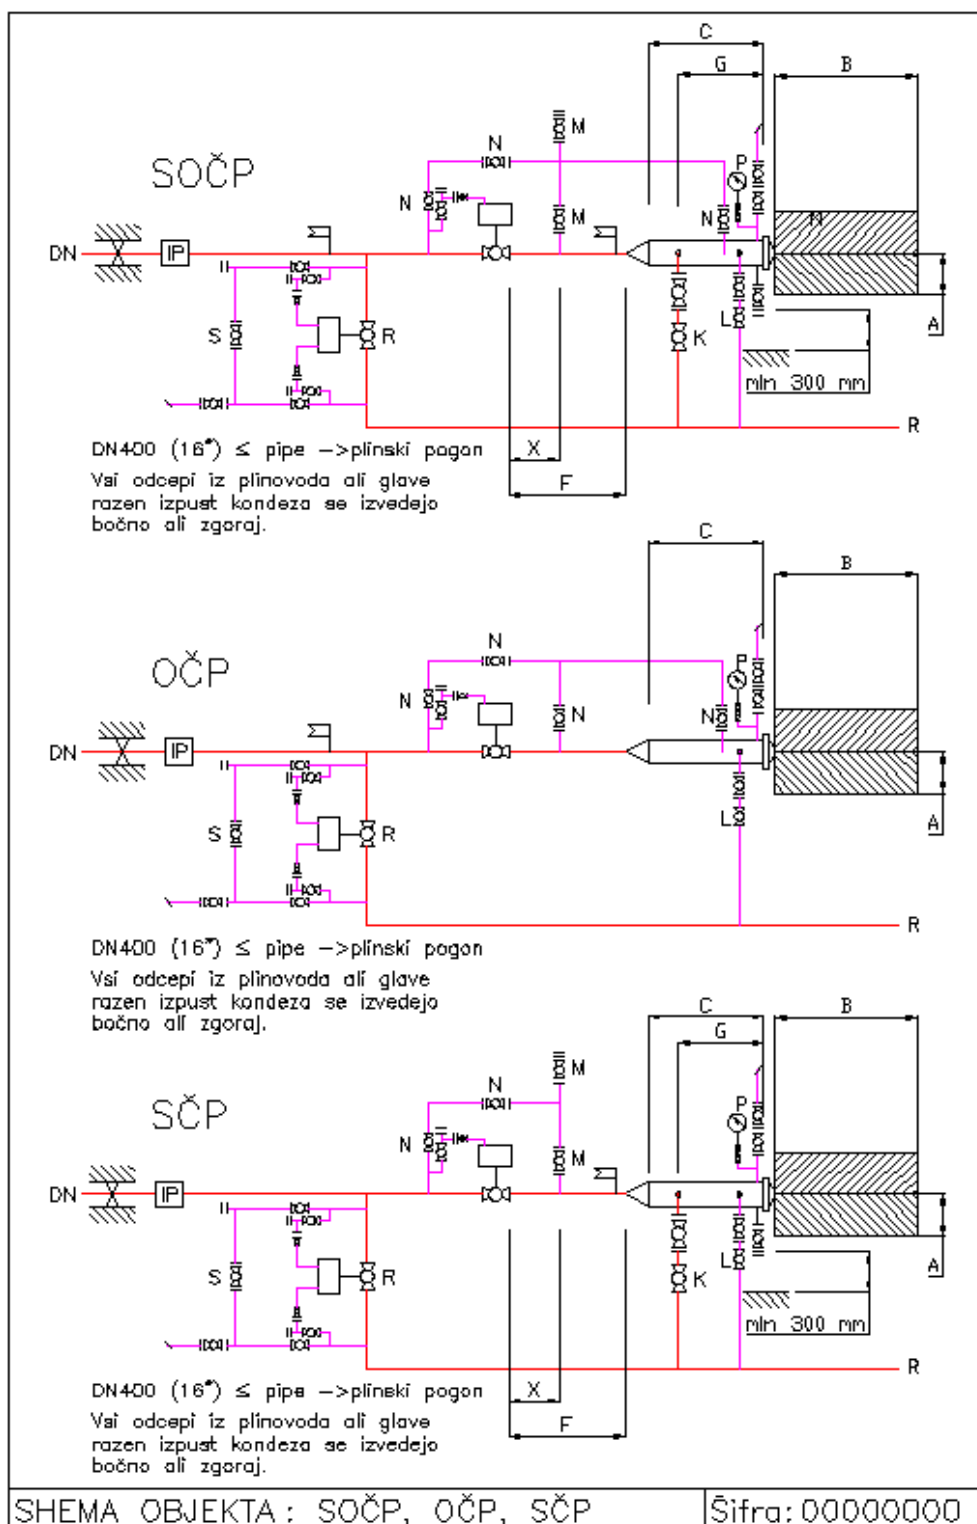 C
G
B
M
N
P
SOČP
N
M
N
N
DN
IP
S
R
L
K
A
min 300 mm
R
DN400 (16") ≤ pipe ->plinski pogon
X
Vsi odcepi iz plinovoda ali glave
F
razen izpust kondeza se izvedejo
bočno ali zgoraj.
C
B
N
P
OČP
N
N
N
DN
IP
S
R
L
A
R
DN400 (16") ≤ pipe ->plinski pogon
Vsi odcepi iz plinovoda ali glave
razen izpust kondeza se izvedejo
bočno ali zgoraj.
C
B
G
M
N
P
SČP
N
M
DN
IP
S
R
L
K
A
min 300 mm
R
DN400 (16") ≤ pipe ->plinski pogon
X
Vsi odcepi iz plinovoda ali glave
F
razen izpust kondeza se izvedejo
bočno ali zgoraj.
SHEMA OBJEKTA: SOČP, OČP, SČP
Šifra: 00000000